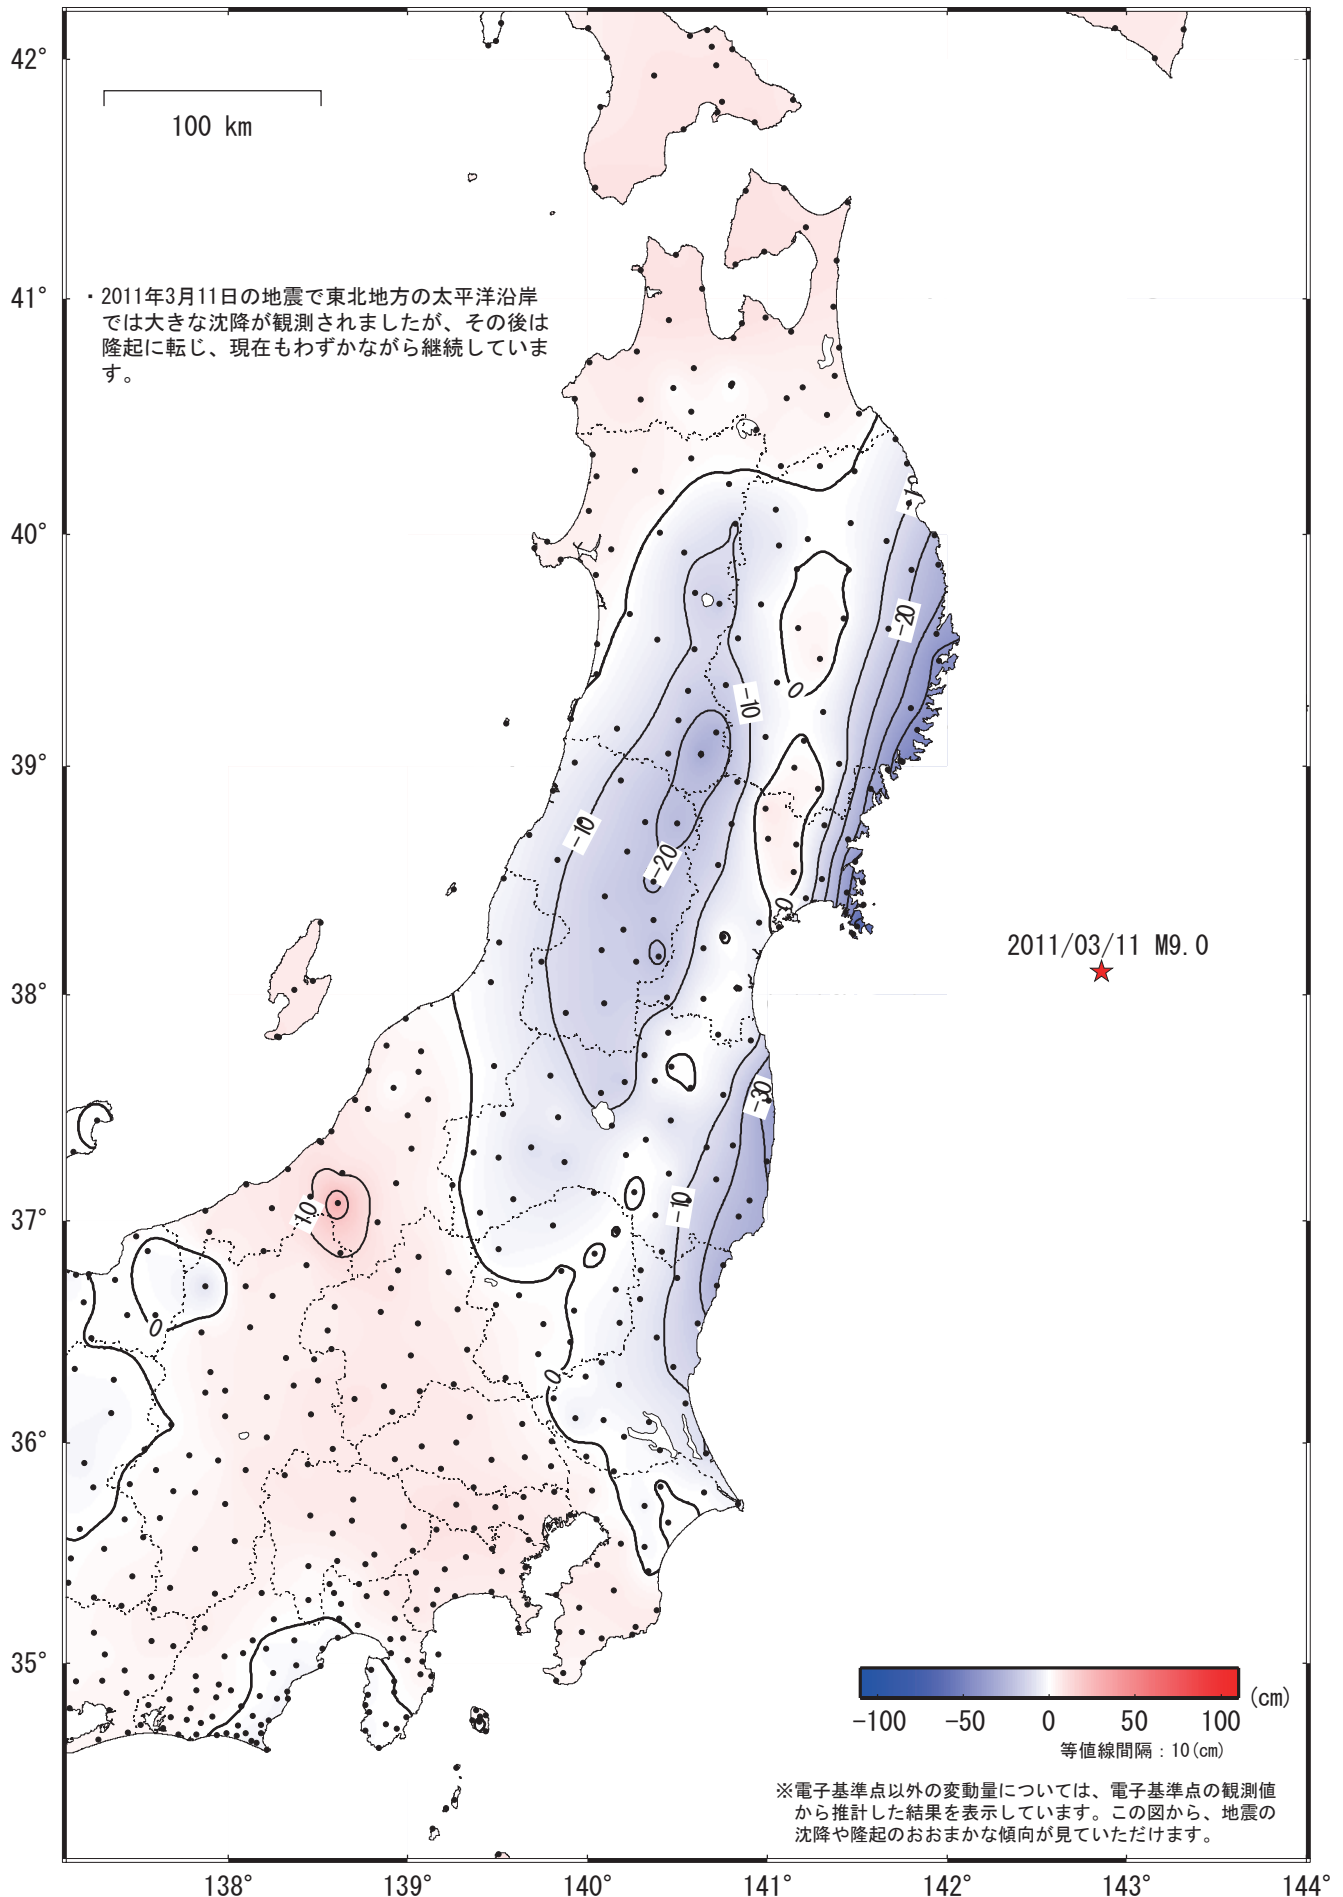 42°
100 km
41°
・2011年3月11日の地震で東北地方の太平洋沿岸
では大きな沈降が観測されましたが、その後は
隆起に転じ、現在もわずかながら継続していま
す。
-10
40°
-20
0
-10
39°
-10
-20
0
2011/03/11 M9.0
38°
-30
-10
10
37°
0
0
36°
35°
(cm)
-100
-50
0
50
100
等値線間隔：10(cm)
※電子基準点以外の変動量については、電子基準点の観測値
から推計した結果を表示しています。この図から、地震の
沈降や隆起のおおまかな傾向が見ていただけます。
138°
139°
140°
141°
142°
143°
144°